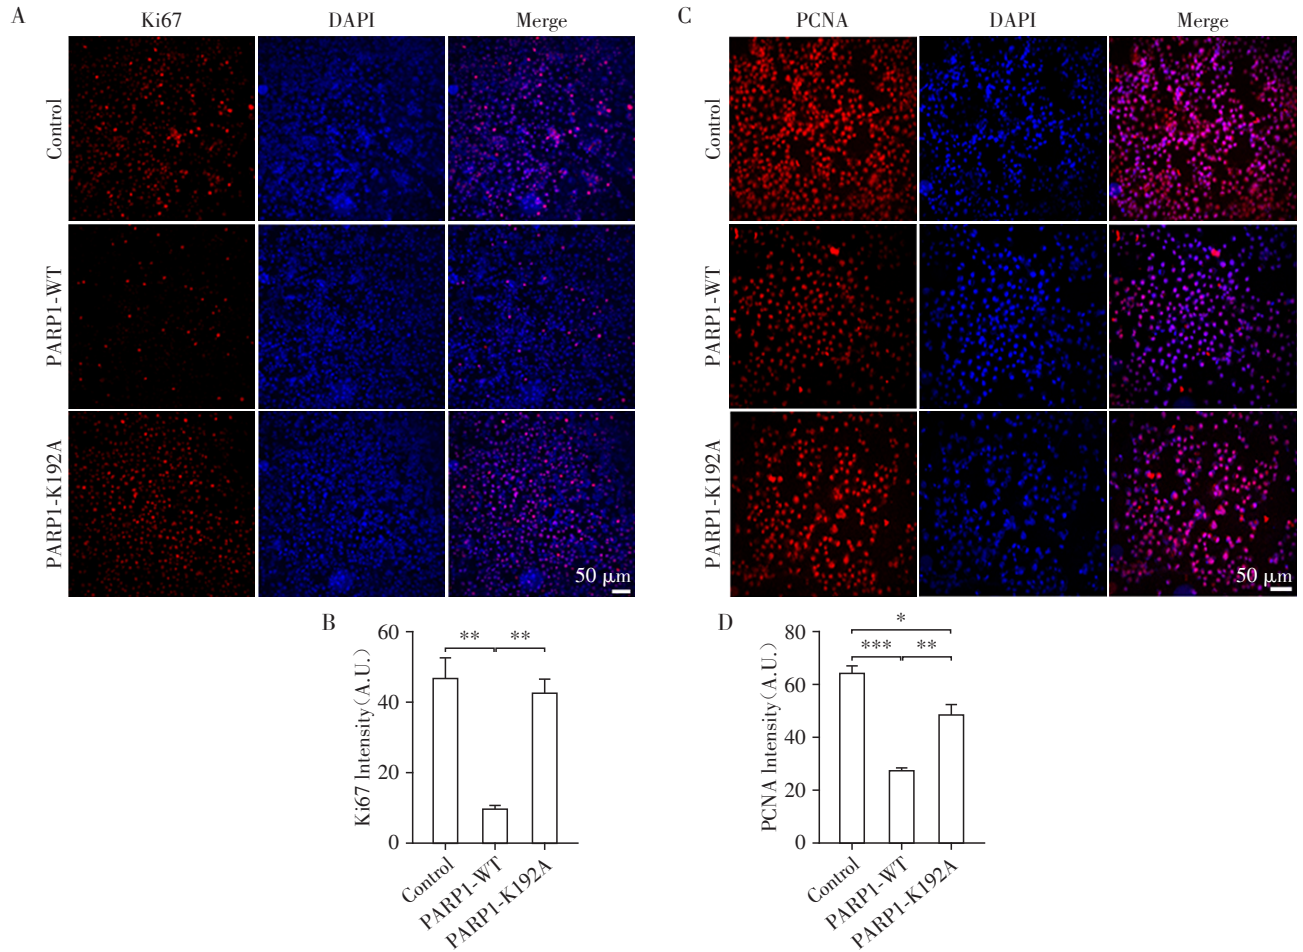 A
Ki67 DAPI Merge
Control
PARP1-WT
PARP1-K192A
50 μm
C
PCNA DAPI Merge
Control
PARP1-WT
PARP1-K192A
50 μm
B
Ki67 Intensity(A.U.)
60
40
20
0
** **
Control
PARP1-WT
PARP1-K192A
D
PCNA Intensity(A.U.)
80
60
40
20
0
*
*** **
Control
PARP1-WT
PARP1-K192A